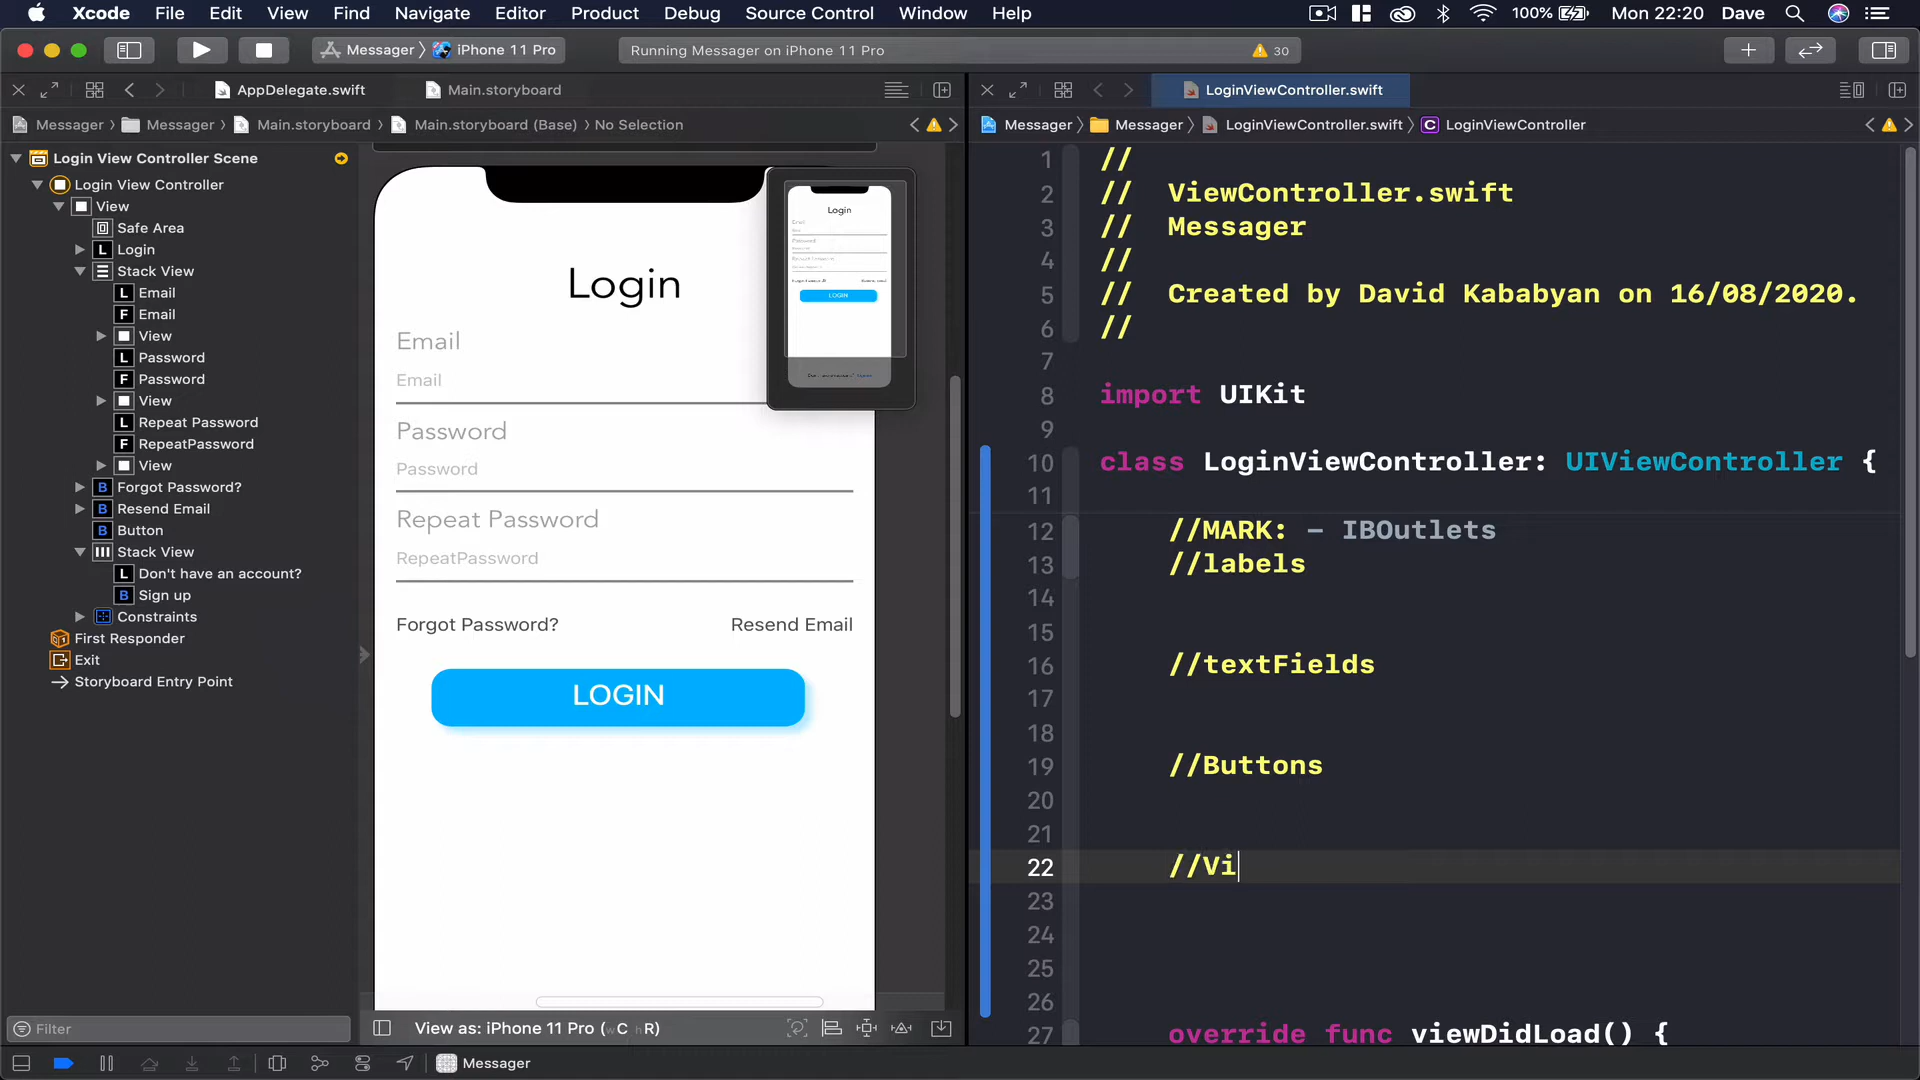 Xcode File Edit View Find Navigate Editor Product Debug Source Control Window Help 100% Mon 22:20 Dave
Messager > iPhone 11 Pro
Running Messager on iPhone 11 Pro
30
AppDelegate.swift
Main.storyboard
LoginViewController.swift
Messager > Messager > Main.storyboard > Main.storyboard (Base) > No Selection
Messager > Messager > LoginViewController.swift > C LoginViewController
Login View Controller Scene
Login View Controller
View
Safe Area
L Login
Stack View
L Email
F Email
View
L Password
F Password
View
L Repeat Password
F RepeatPassword
View
B Forgot Password?
B Resend Email
B Button
Stack View
L Don't have an account?
B Sign up
Constraints
First Responder
Exit
Storyboard Entry Point
Filter
Login
Email
Email
Password
Password
Repeat Password
RepeatPassword
Forgot Password?
Resend Email
LOGIN
Login
LOGIN
View as: iPhone 11 Pro (wC hR)
1 //
2 //  ViewController.swift
3 //  Messager
4 //
5 //  Created by David Kababyan on 16/08/2020.
6 //
7
8 import UIKit
9
10 class LoginViewController: UIViewController {
11
12 //MARK: - IBOutlets
13 //labels
14
15
16 //textFields
17
18
19 //Buttons
20
21
22 //Vi
23
24
25
26
27 override func viewDidLoad() {
Messager